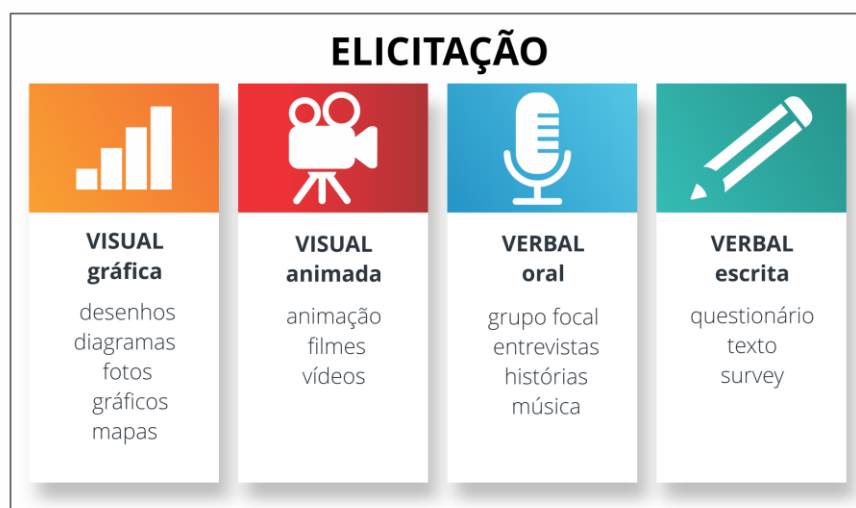 ELICITAÇÃO
VISUAL
gráfica
desenhos
diagramas
fotos
gráficos
mapas
VISUAL
animada
animação
filmes
vídeos
VERBAL
oral
grupo focal
entrevistas
histórias
música
VERBAL
escrita
questionário
texto
survey